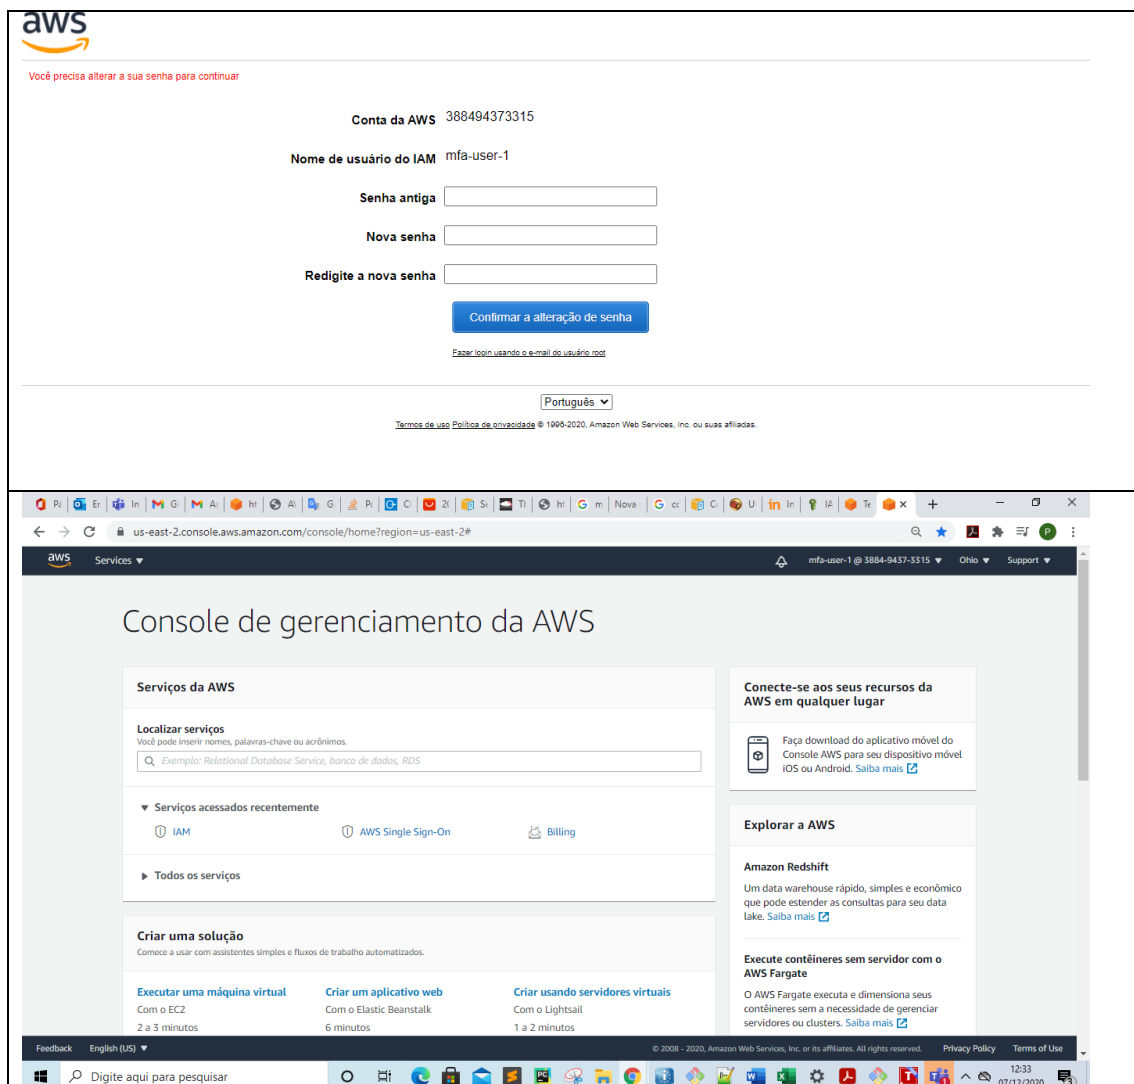 aws
Você precisa alterar a sua senha para continuar
Conta da AWS 388494373315
Nome de usuário do IAM mfa-user-1
Senha antiga
Nova senha
Redigite a nova senha
Confirmar a alteração de senha
Fazer login usando o e-mail do usuário root
Português
Termos de uso Política de privacidade © 1996-2020, Amazon Web Services, Inc. ou suas afiliadas.
us-east-2.console.aws.amazon.com/console/home?region=us-east-2#
aws Services mfa-user-1 @ 3884-9437-3315 Ohio Support
Console de gerenciamento da AWS
Serviços da AWS
Localizar serviços
Você pode inserir nomes, palavras-chave ou acrônimos.
Exemplo: Relational Database Service, banco de dados, RDS
Serviços acessados recentemente
IAM AWS Single Sign-On Billing
Todos os serviços
Criar uma solução
Comece a usar com assistentes simples e fluxos de trabalho automatizados.
Executar uma máquina virtual Criar um aplicativo web Criar usando servidores virtuais
Com o EC2 Com o Elastic Beanstalk Com o Lightsail
2 a 3 minutos 6 minutos 1 a 2 minutos
Conecte-se aos seus recursos da
AWS em qualquer lugar
Faça download do aplicativo móvel do
Console AWS para seu dispositivo móvel
iOS ou Android. Saiba mais
Explorar a AWS
Amazon Redshift
Um data warehouse rápido, simples e econômico
que pode estender as consultas para seu data
lake. Saiba mais
Execute contêineres sem servidor com o
AWS Fargate
O AWS Fargate executa e dimensiona seus
contêineres sem a necessidade de gerenciar
servidores ou clusters. Saiba mais
Feedback English (US) © 2008 - 2020, Amazon Web Services, Inc. or its affiliates. All rights reserved. Privacy Policy Terms of Use
Digite aqui para pesquisar
12:33
07/12/2020